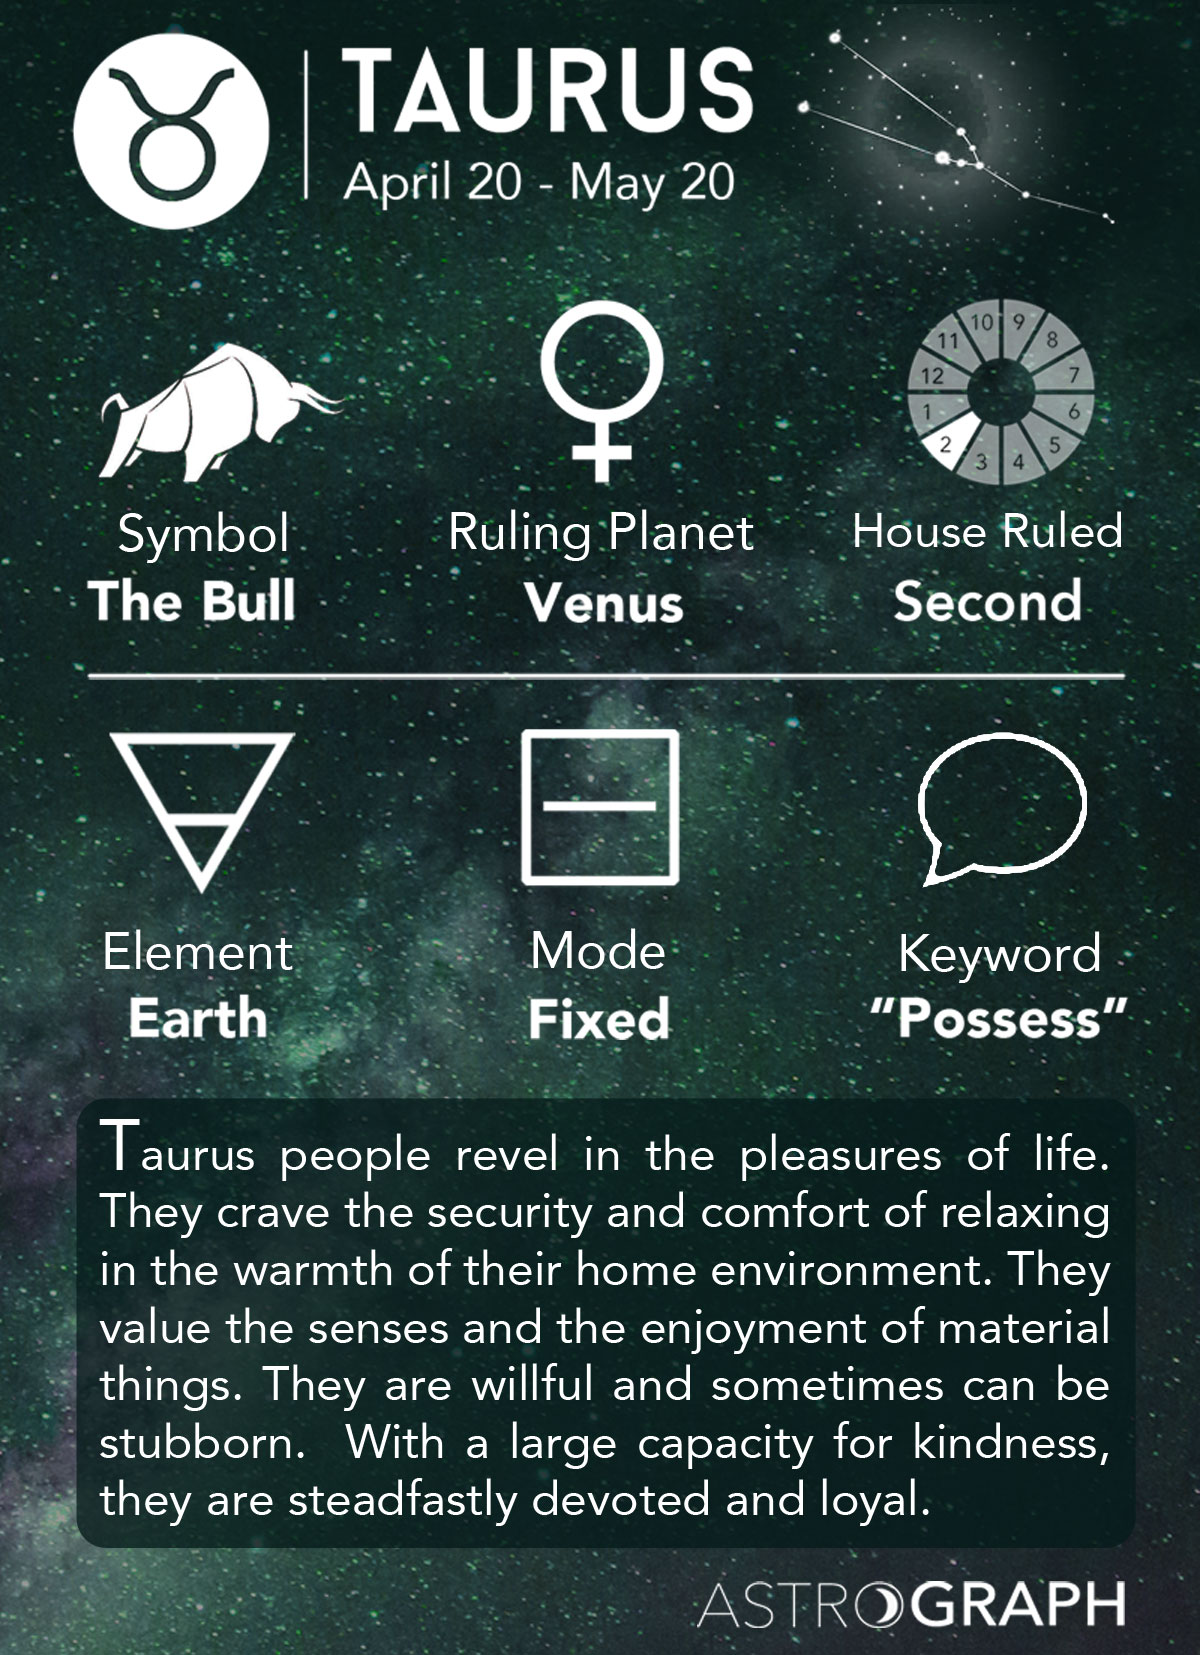 TAURUS
April 20 - May 20
10 9
11 8
12 7
1 6
2 5
3 4
Symbol Ruling Planet House Ruled
The Bull Venus Second
Element Mode Keyword
Earth Fixed “Possess”
Taurus people revel in the pleasures of life.
They crave the security and comfort of relaxing
in the warmth of their home environment. They
value the senses and the enjoyment of material
things. They are willful and sometimes can be
stubborn. With a large capacity for kindness,
they are steadfastly devoted and loyal.
ASTROGRAPH